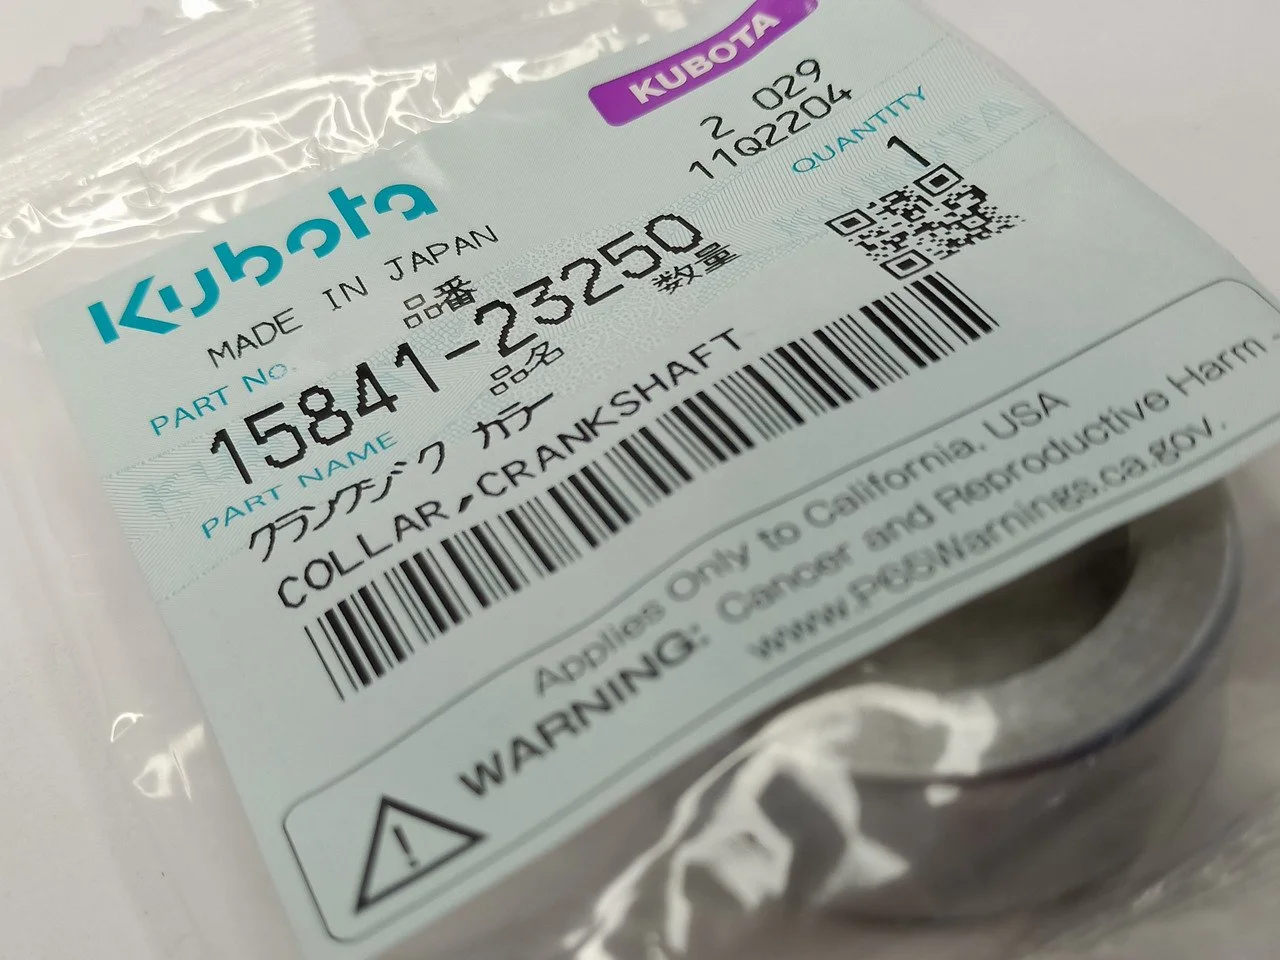 KUBOTA
2 029
11Q2204
Kubota
MADE IN JAPAN
QUANTITY
1
PART No. 品番
15841-23250
数量
PART NAME 品名
クランクジク カラー
COLLAR,CRANKSHAFT
Applies Only to California, USA
WARNING: Cancer and Reproductive Harm -
www.P65Warnings.ca.gov.